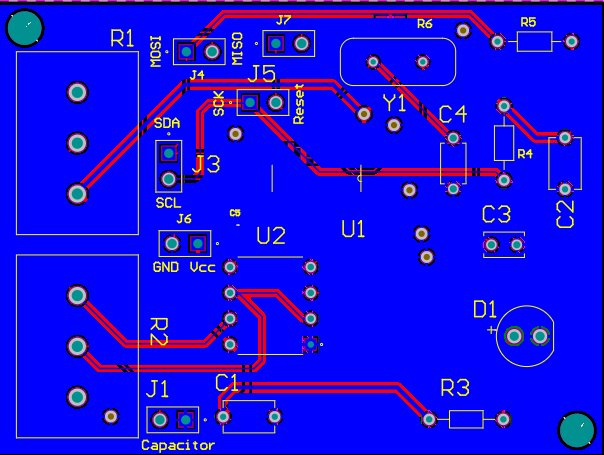 R1
MOSI
J4
MISO
J7
R6
R5
J5
SCK
Reset
Y1
C4
SDA
J3
SCL
R4
C5
J6
GND Vcc
U2
U1
C3
C2
R2
D1
+
J1
C1
R3
Capacitor